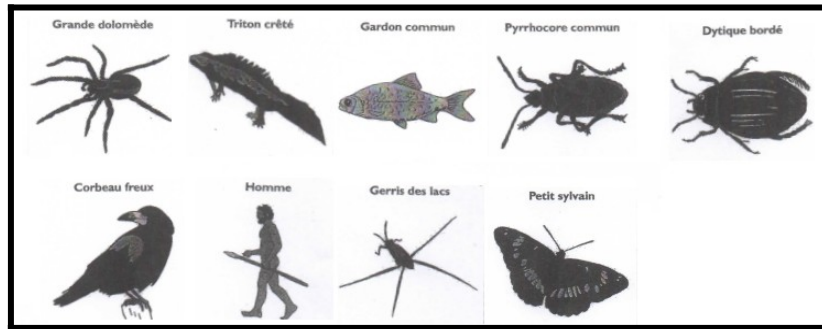 Grande dolomède
Triton crêté
Gardon commun
Pyrrhocore commun
Dytique bordé
Corbeau freux
Homme
Gerris des lacs
Petit sylvain